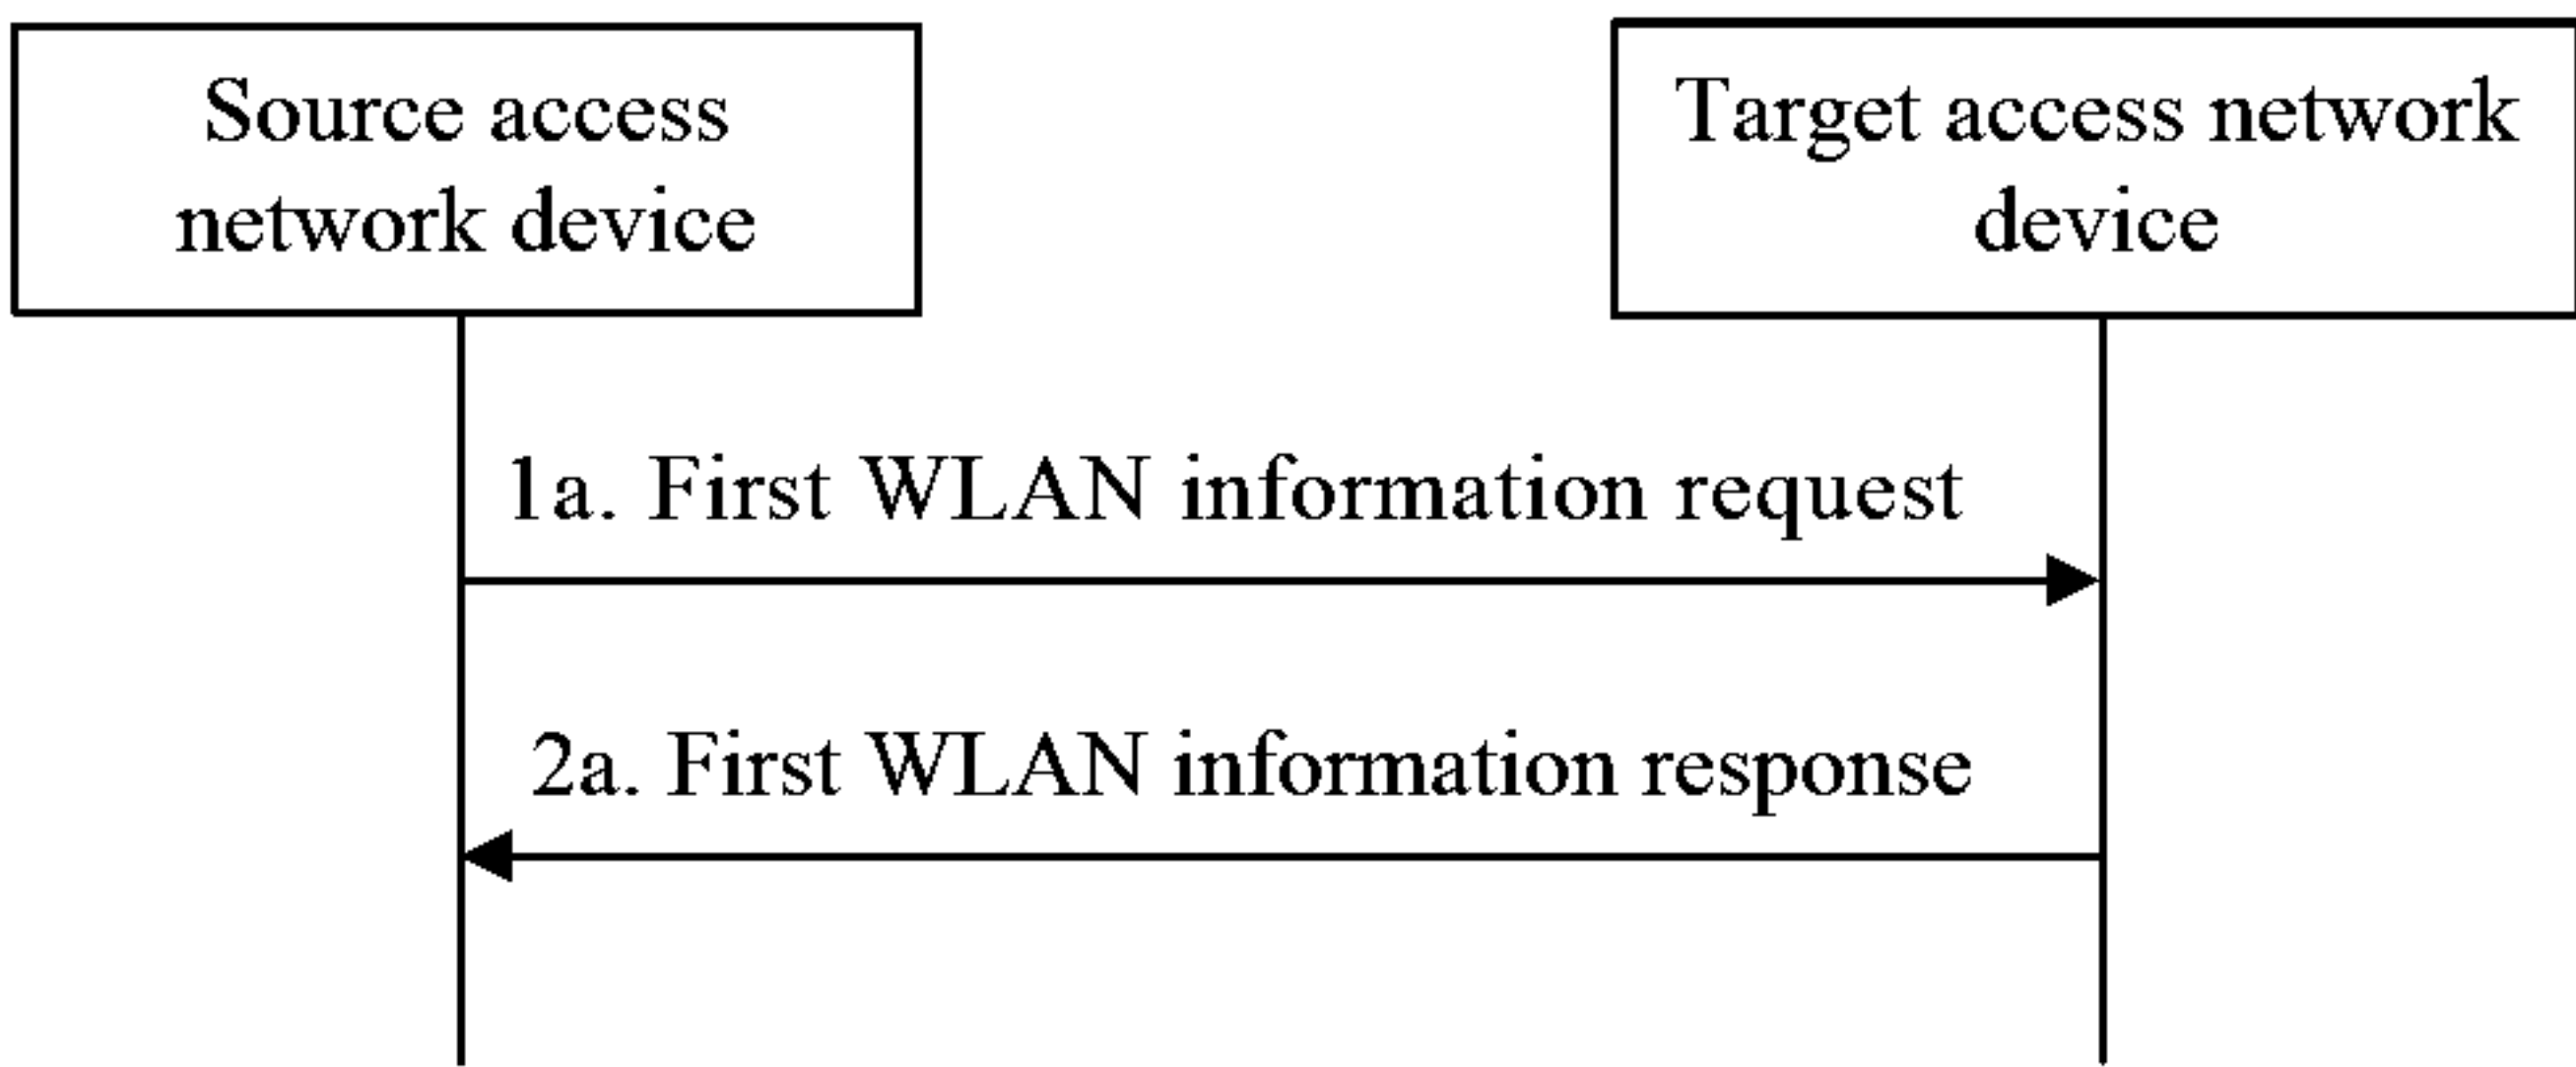 Source access
network device
Target access network
device
1a. First WLAN information request
2a. First WLAN information response